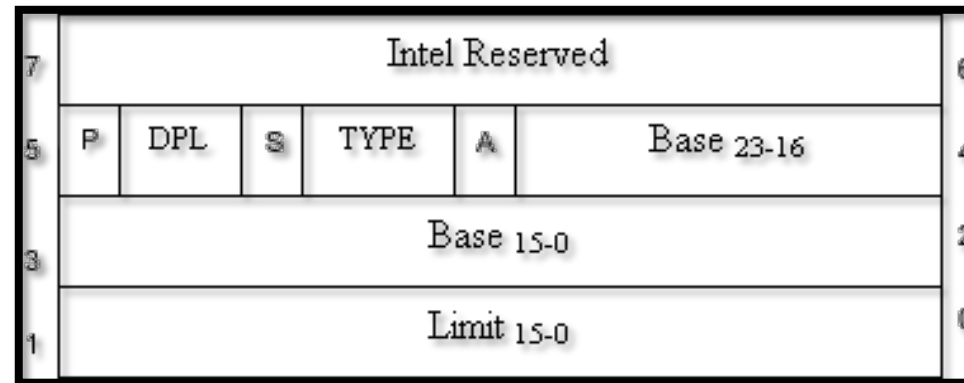 7 Intel Reserved 6
5 P DPL S TYPE A Base 23-16 4
3 Base 15-0 2
1 Limit 15-0 0